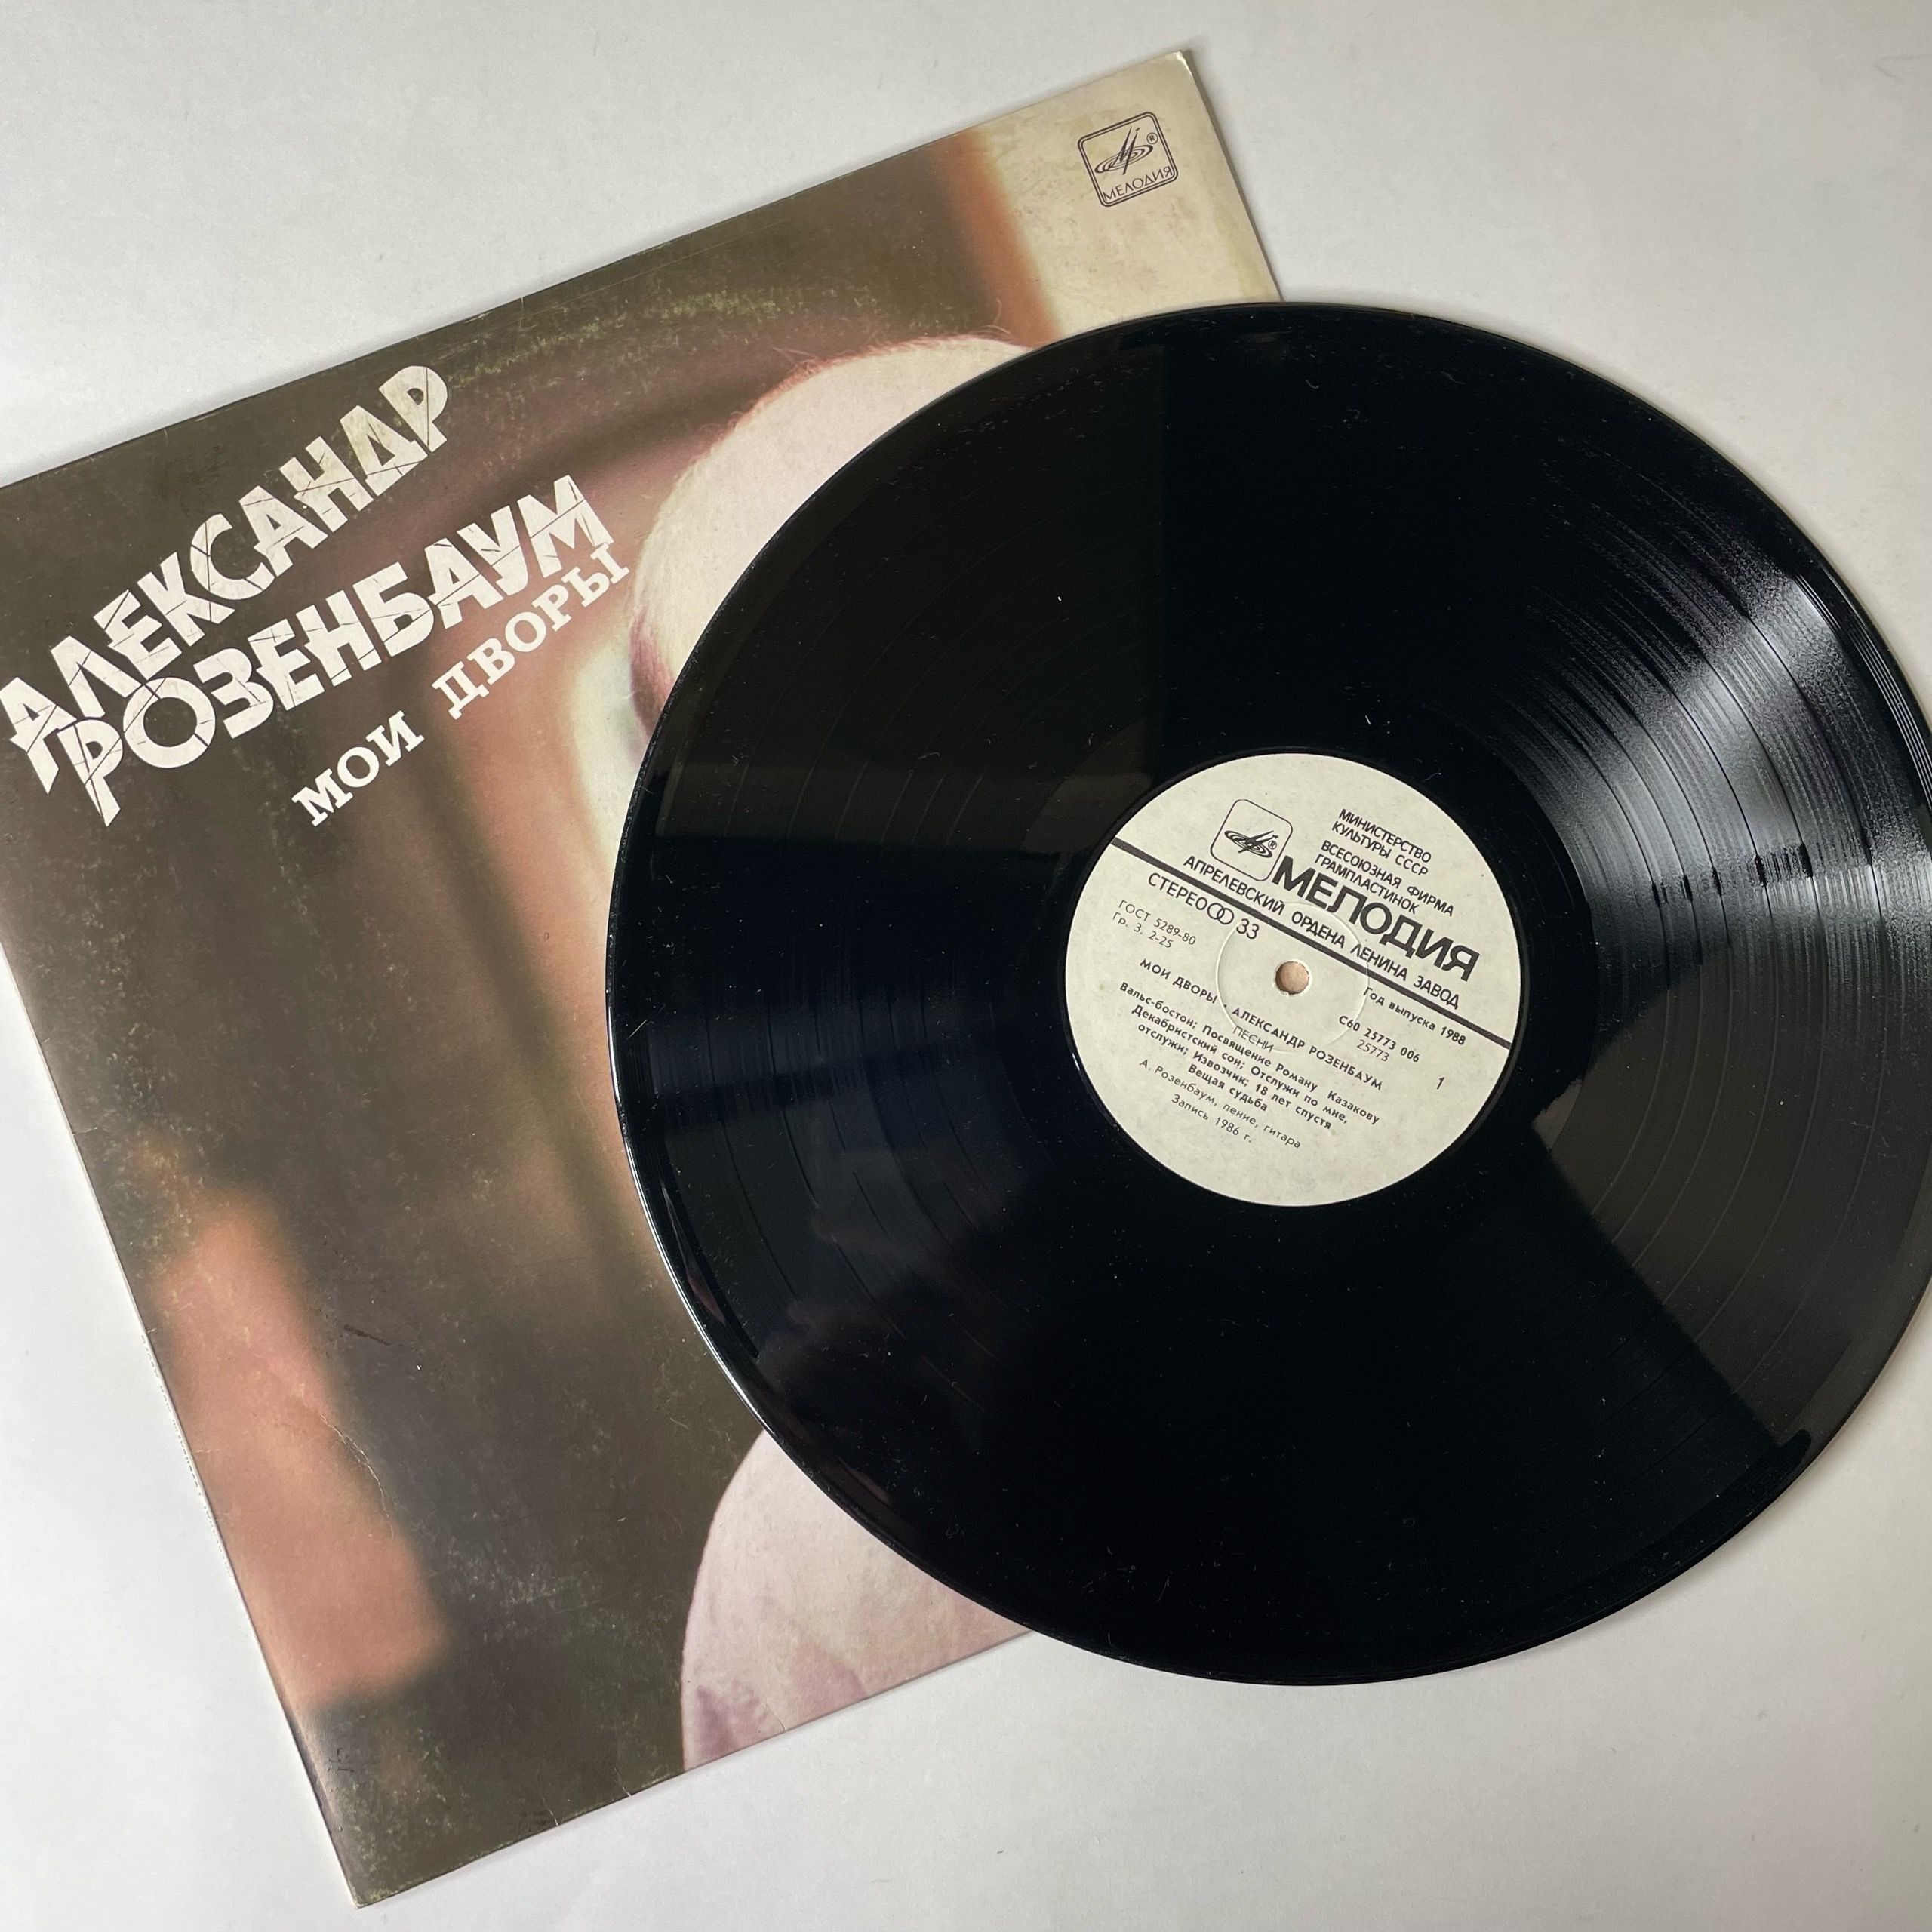 АЛЕКСАНДР
РОЗЕНБАУМ
МОИ ДВОРЫ
МЕЛОДИЯ
МИНИСТЕРСТВО
КУЛЬТУРЫ СССР
ВСЕСОЮЗНАЯ ФИРМА
ГРАМПЛАСТИНОК
МЕЛОДИЯ
АПРЕЛЕВСКИЙ ОРДЕНА ЛЕНИНА ЗАВОД
СТЕРЕО 33
ГОСТ 5289-80
Гр. 3. 2-25
Год выпуска 1988
С60 25773 006
25773
1
МОИ ДВОРЫ - АЛЕКСАНДР РОЗЕНБАУМ
ПЕСНИ
Вальс-бостон; Посвящение Роману Казакову
Декабристский сон; Отслужи по мне,
отслужи; Извозчик; 18 лет спустя
Вещая судьба
А. Розенбаум, пение, гитара
Запись 1986 г.